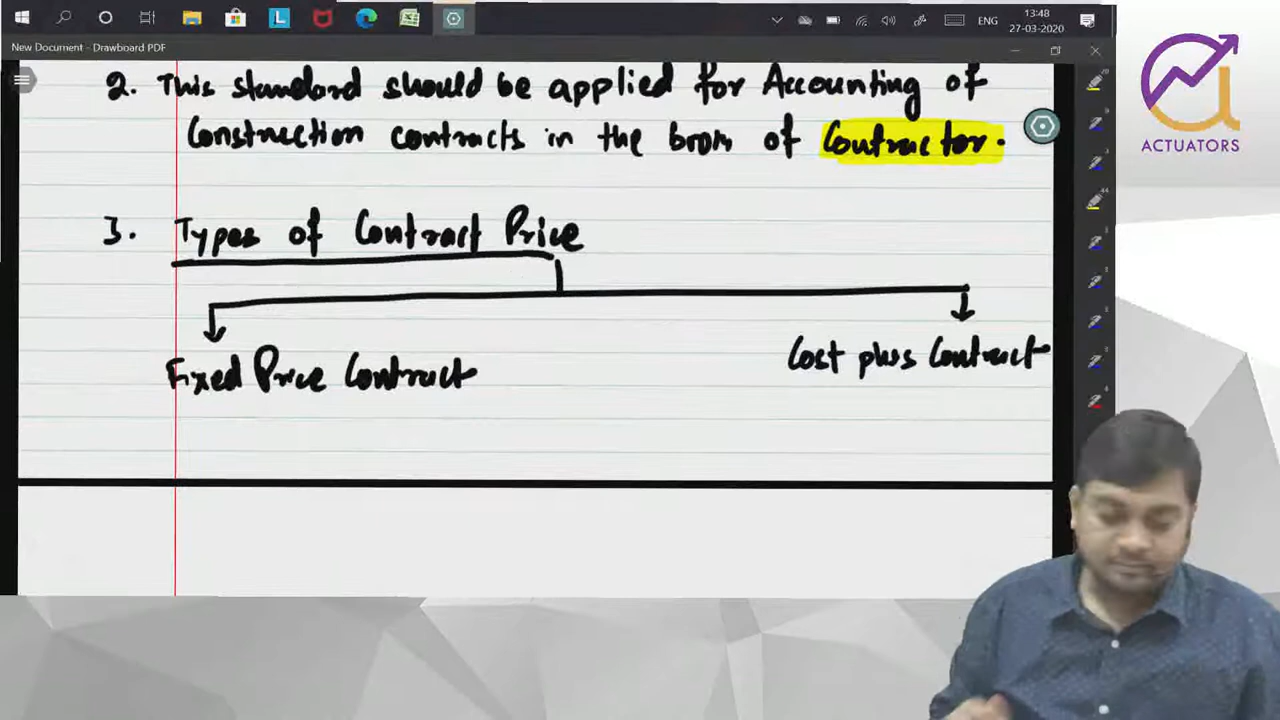 13:48
ENG
27-03-2020
New Document - Drawboard PDF
2. This standard should be applied for Accounting of
Construction contracts in the books of Contractor.
ACTUATORS
3. Types of Contract Price
Fixed Price Contract
Cost plus Contract